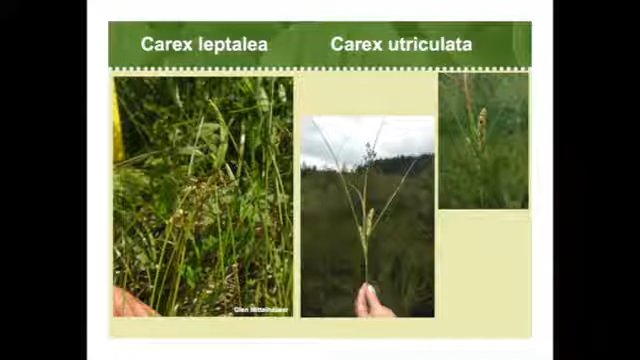 Carex leptalea
Carex utriculata
Glen Mittelhauser